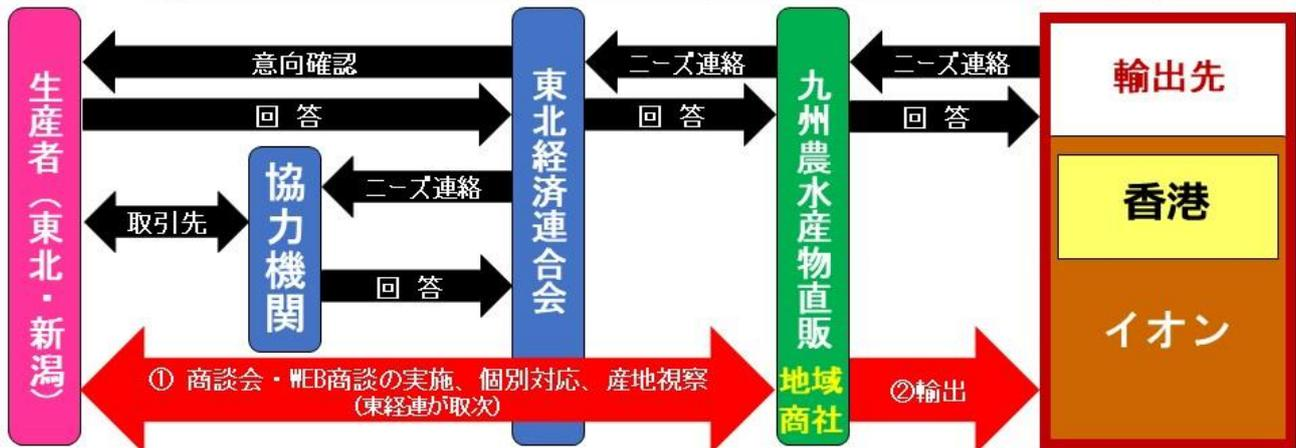 生産者（東北・新潟）
意向確認
回 答
取引先
協力機関
ニーズ連絡
回 答
東北経済連合会
ニーズ連絡
回 答
九州農水産物直販
地域
商社
ニーズ連絡
回 答
輸出先
香港
イオン
① 商談会・WEB商談の実施、個別対応、産地視察
(東経連が取次)
②輸出